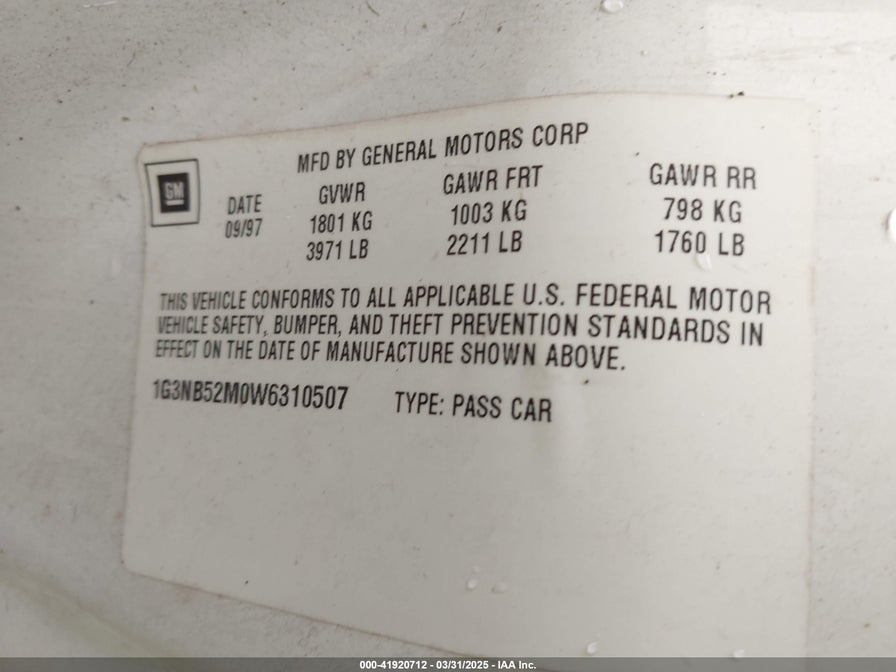 MFD BY GENERAL MOTORS CORP
GM
DATE GVWR GAWR FRT GAWR RR
09/97 1801 KG 1003 KG 798 KG
3971 LB 2211 LB 1760 LB
THIS VEHICLE CONFORMS TO ALL APPLICABLE U.S. FEDERAL MOTOR
VEHICLE SAFETY, BUMPER, AND THEFT PREVENTION STANDARDS IN
EFFECT ON THE DATE OF MANUFACTURE SHOWN ABOVE.
1G3NB52M0W6310507 TYPE: PASS CAR
000-41920712 - 03/31/2025 - IAA Inc.